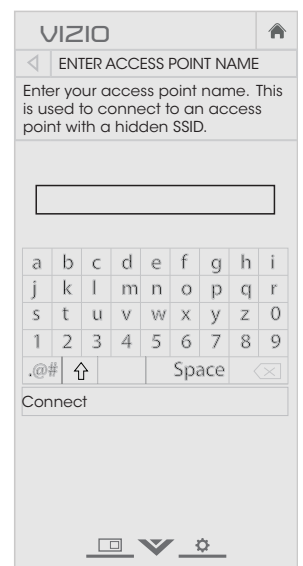 VIZIO
ENTER ACCESS POINT NAME
Enter your access point name. This
is used to connect to an access
point with a hidden SSID.
a b c d e f g h i
j k l m n o p q r
s t u v w x y z 0
1 2 3 4 5 6 7 8 9
.@# Space
Connect